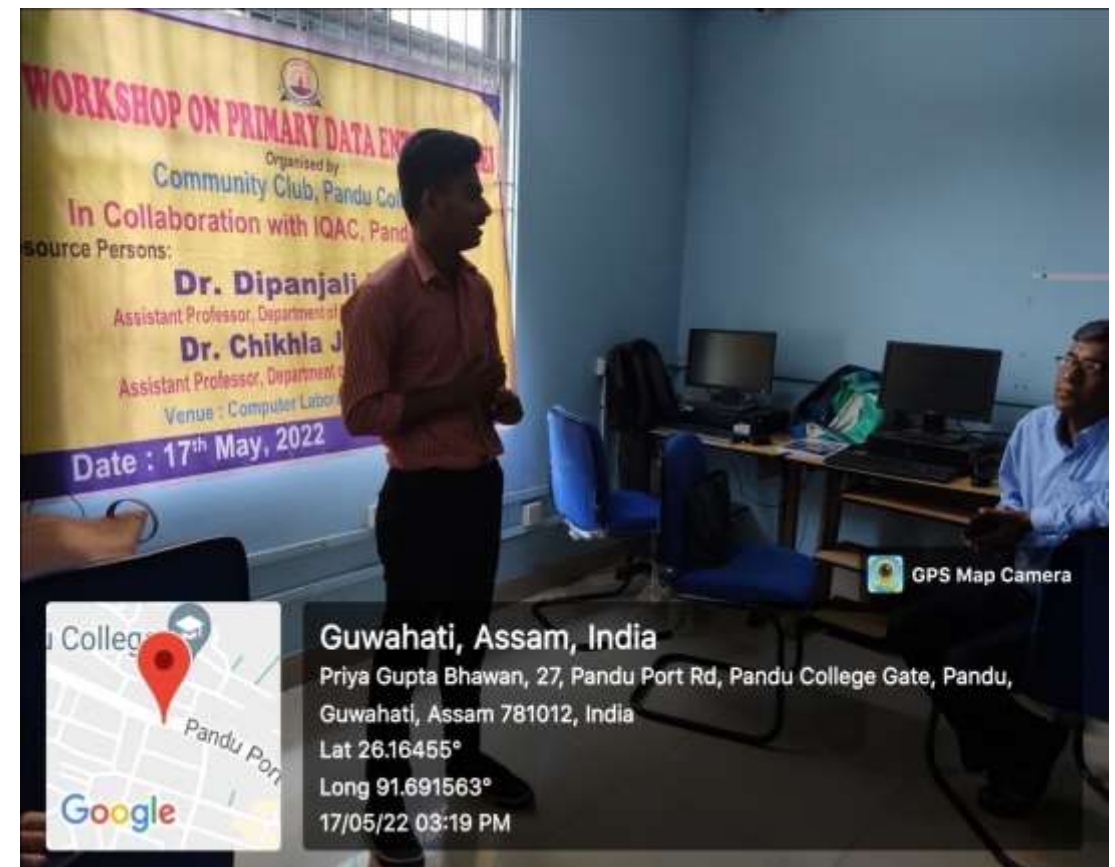 WORKSHOP ON PRIMARY DATA
Organised by
Community Club, Pandu
In Collaboration with IQAC,
Persons:
Dr. Dipanjali
Assistant Professor, Department of
Dr. Chikhla
Assistant Professor, Department
Venue : Computer
Date : 17th May, 2022
GPS Map Camera
Pandu
Google
Guwahati, Assam, India
Priya Gupta Bhawan, 27, Pandu Port Rd, Pandu College Gate, Pandu,
Guwahati, Assam 781012, India
Lat 26.16455°
Long 91.691563°
17/05/22 03:19 PM